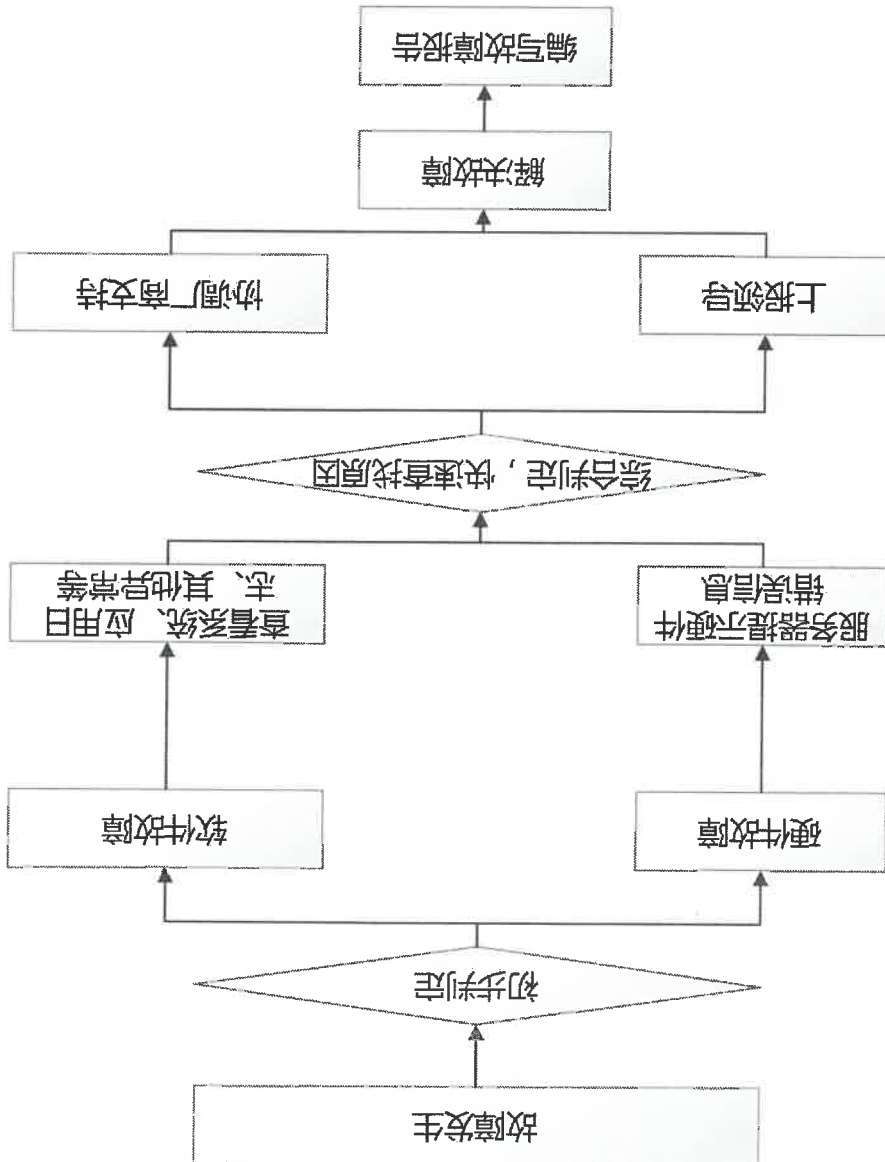 故障发生
初步判定
硬件故障
软件故障
服务器提示硬件
错误信息
查看系统、应用日
志、其他异常等
综合判定，快速查找原因
上报领导
协调厂商支持
解决故障
编写故障报告